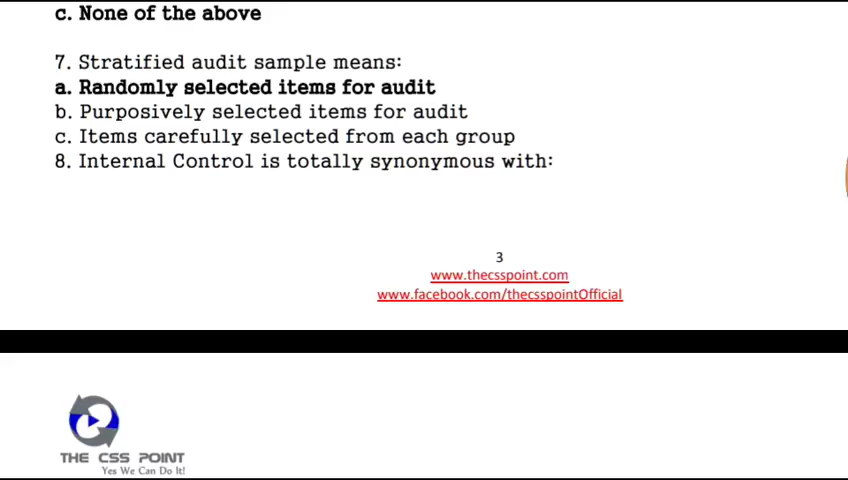 c. None of the above
7. Stratified audit sample means:
a. Randomly selected items for audit
b. Purposively selected items for audit
c. Items carefully selected from each group
8. Internal Control is totally synonymous with:
3
www.thecsspoint.com
www.facebook.com/thecsspointOfficial
THE CSS POINT
Yes We Can Do It!